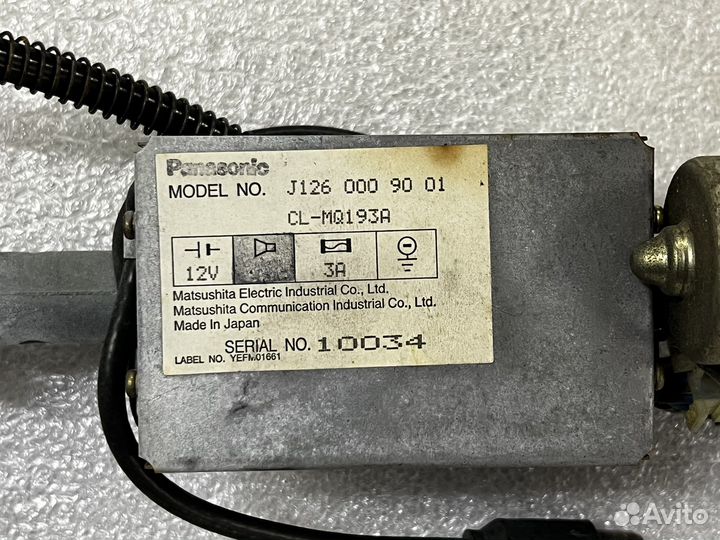 Panasonic
MODEL NO. J126 000 90 01
CL-MQ193A
12V 3A
Matsushita Electric Industrial Co., Ltd.
Matsushita Communication Industrial Co., Ltd.
Made In Japan
SERIAL NO. 10034
LABEL NO. YEFM01661
Avito